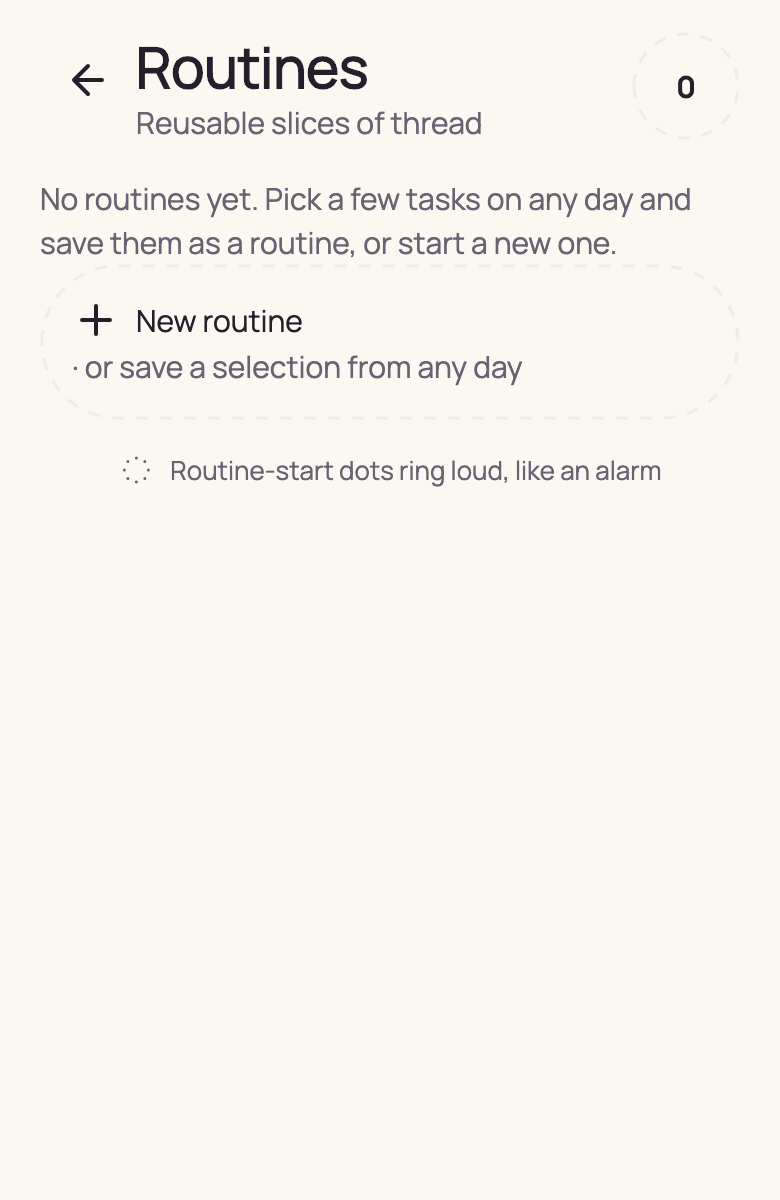 Routines
0
Reusable slices of thread
No routines yet. Pick a few tasks on any day and
save them as a routine, or start a new one.
New routine
· or save a selection from any day
Routine-start dots ring loud, like an alarm